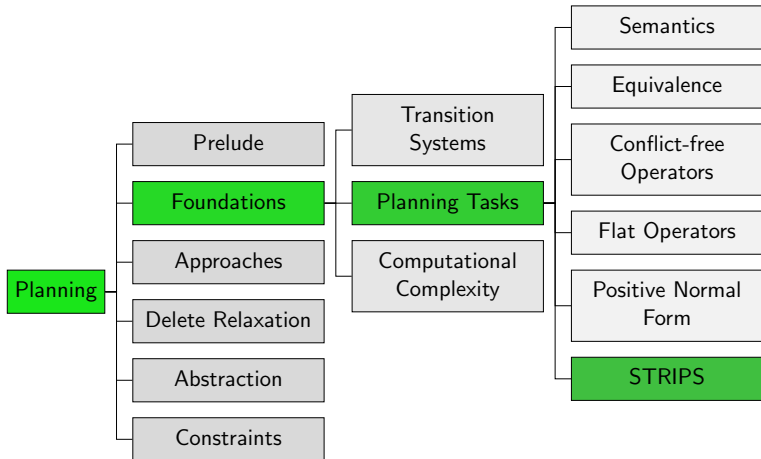 Planning
Prelude
Foundations
Approaches
Delete Relaxation
Abstraction
Constraints
Transition
Systems
Planning Tasks
Computational
Complexity
Semantics
Equivalence
Conflict-free
Operators
Flat Operators
Positive Normal
Form
STRIPS